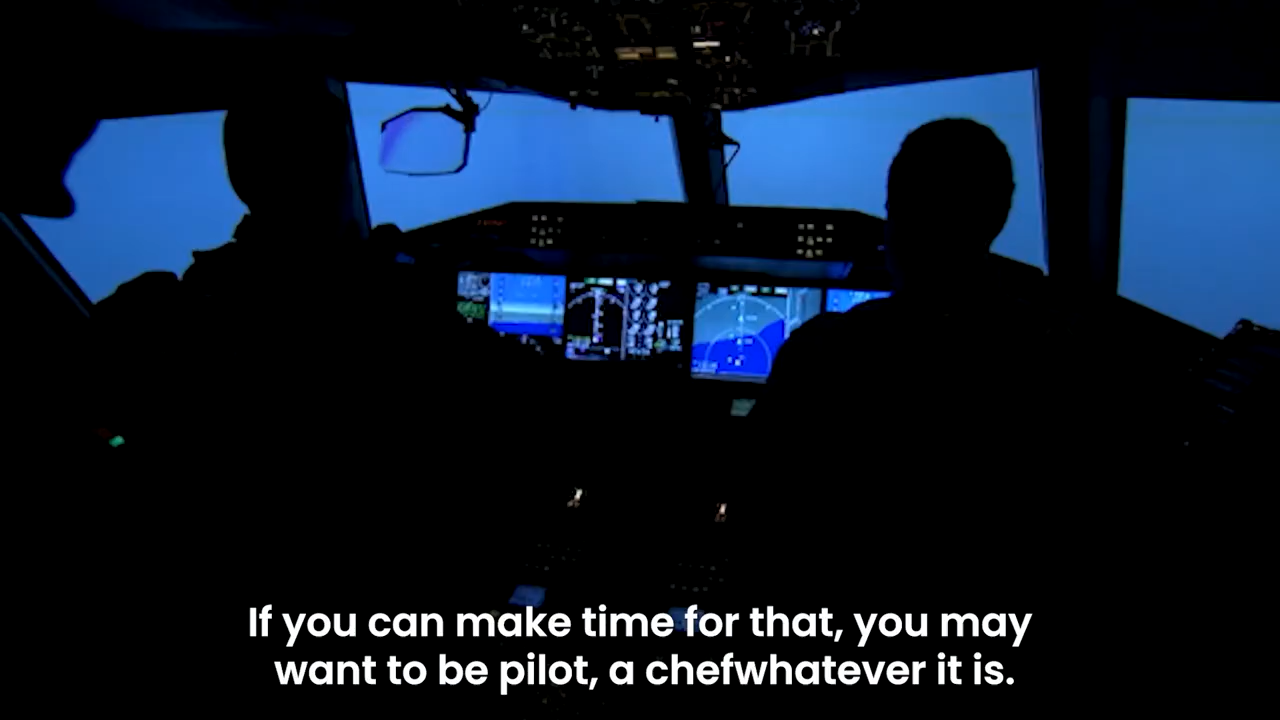 If you can make time for that, you may
want to be pilot, a chefwhatever it is.